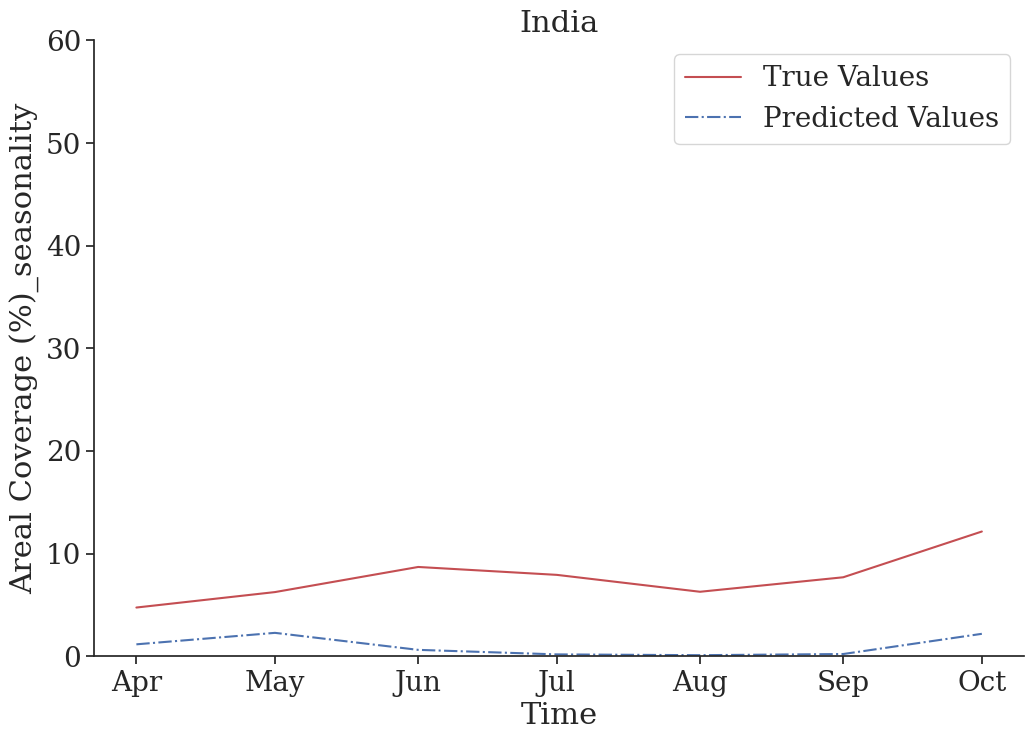 India
True Values
Predicted Values
Areal Coverage (%)_seasonality
60
50
40
30
20
10
0
Apr May Jun Jul Aug Sep Oct
Time